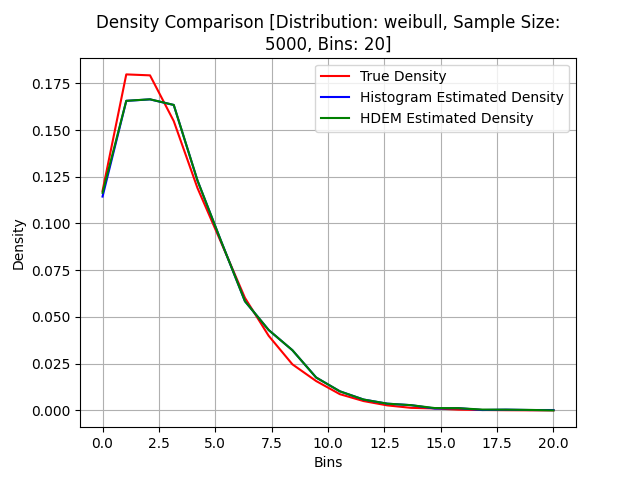 Density Comparison [Distribution: weibull, Sample Size:
5000, Bins: 20]
True Density
Histogram Estimated Density
HDEM Estimated Density
Density
0.175
0.150
0.125
0.100
0.075
0.050
0.025
0.000
0.0 2.5 5.0 7.5 10.0 12.5 15.0 17.5 20.0
Bins